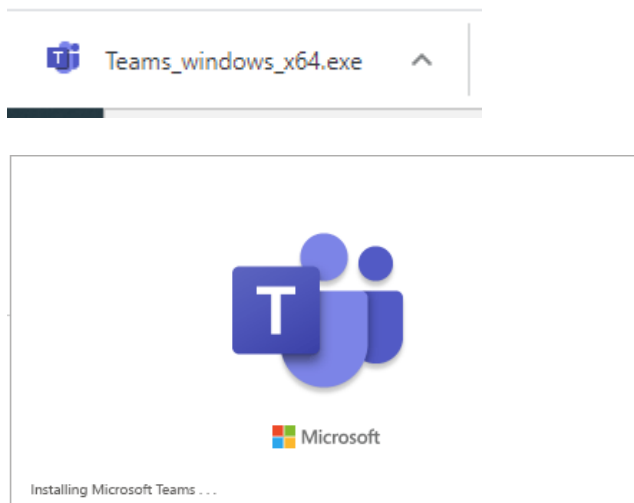 Teams_windows_x64.exe
T
Microsoft
Installing Microsoft Teams . . .